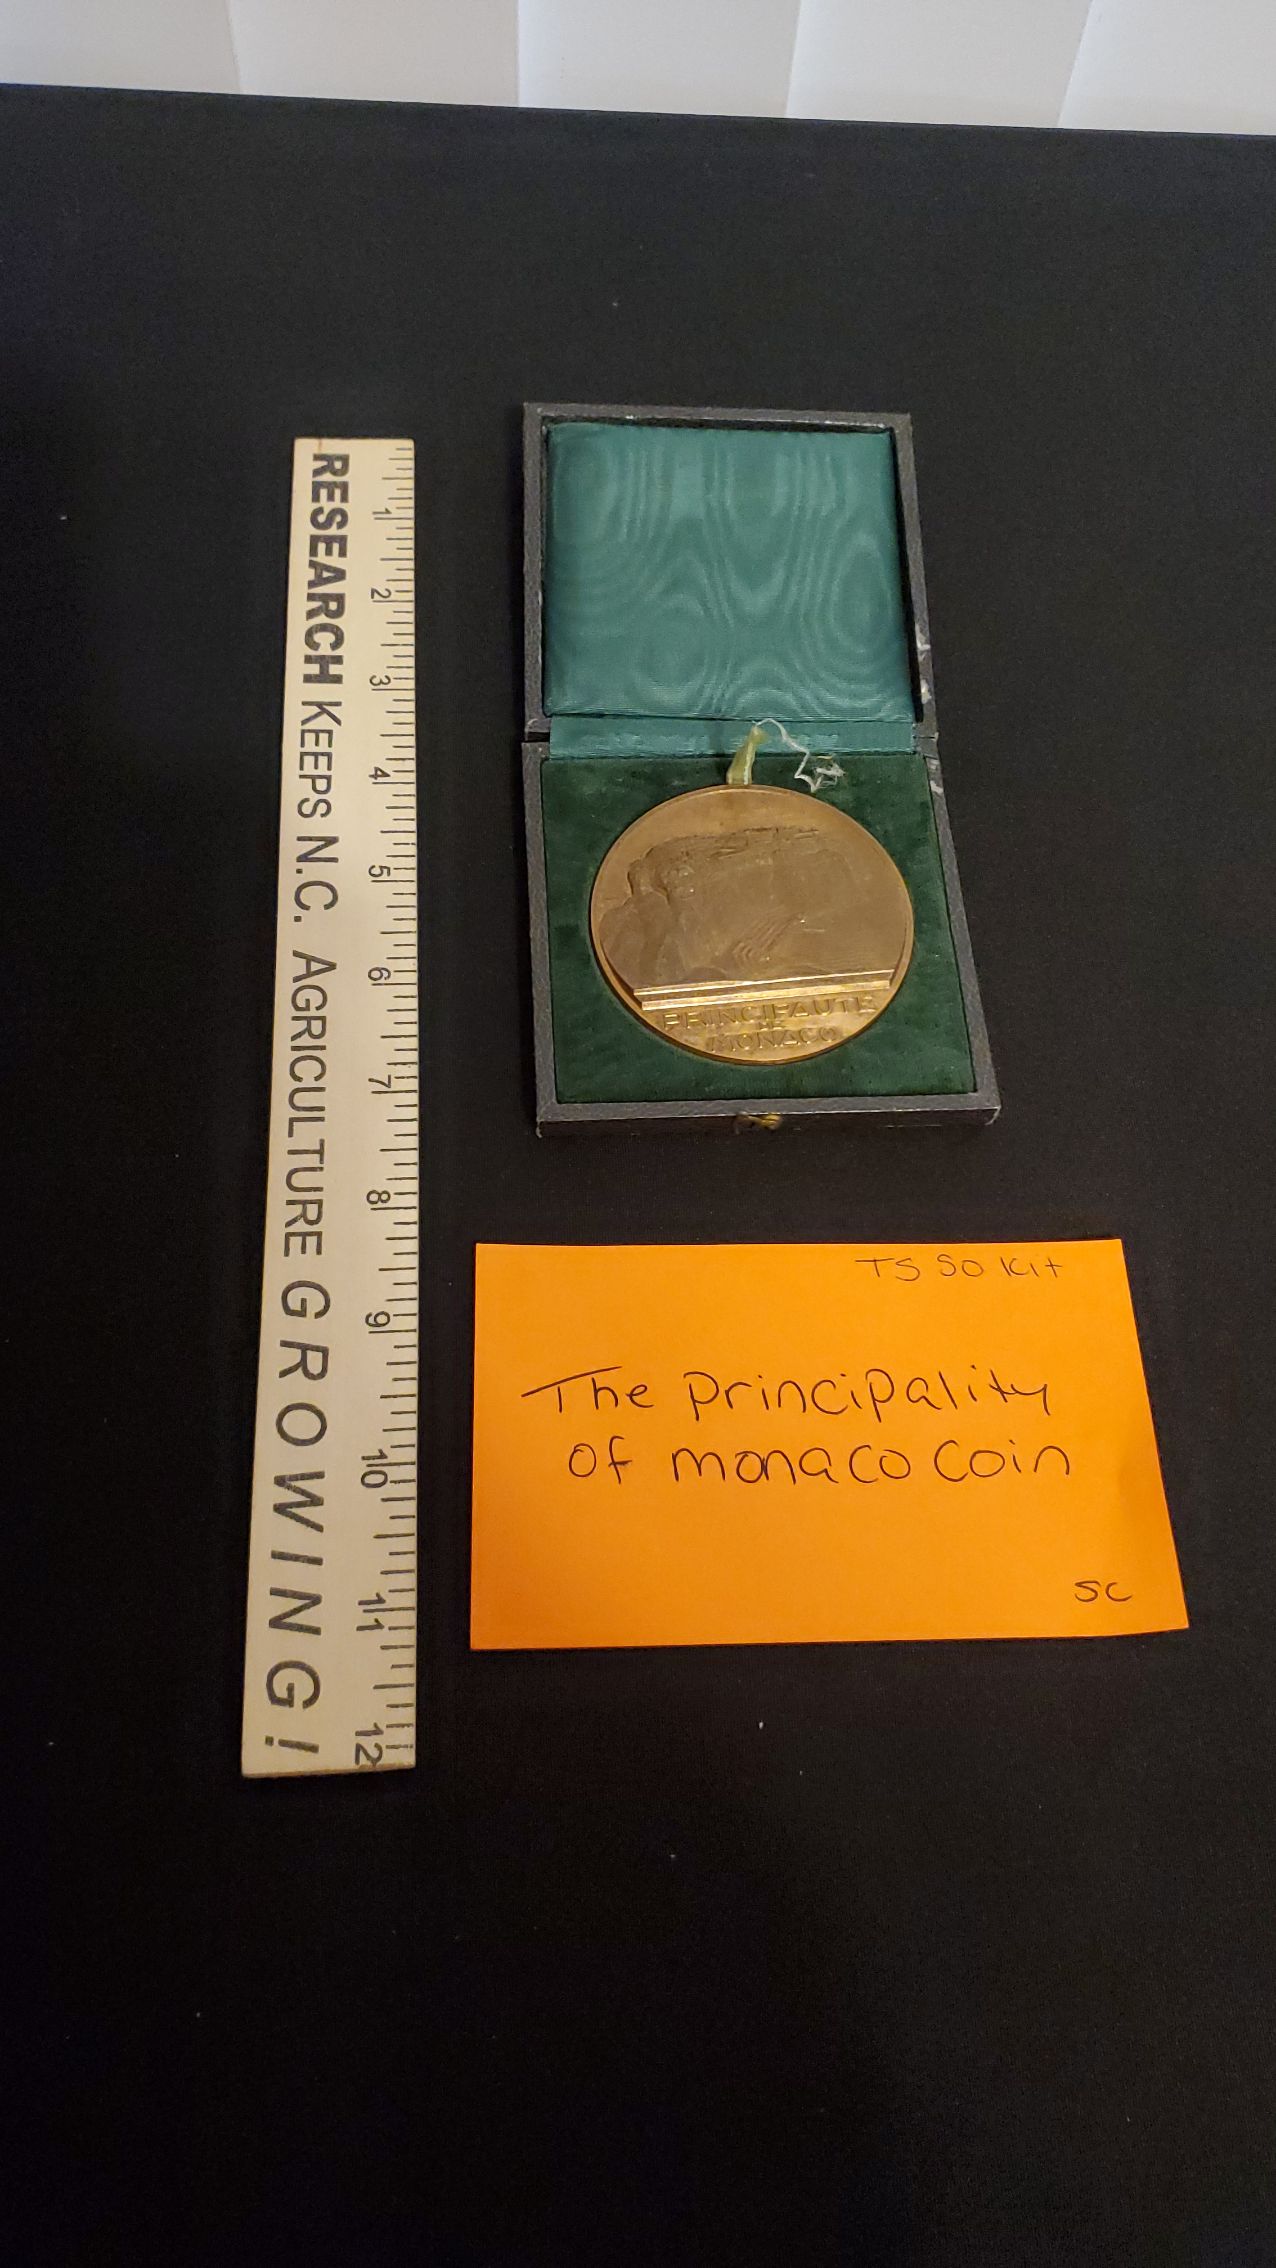 RESEARCH KEEPS N.C. AGRICULTURE GROWING!
1 2 3 4 5 6 7 8 9 10 11 12
PRINCIPAUTE
DE
MONACO
TS SO Kit
The Principality
of monaco coin
SC